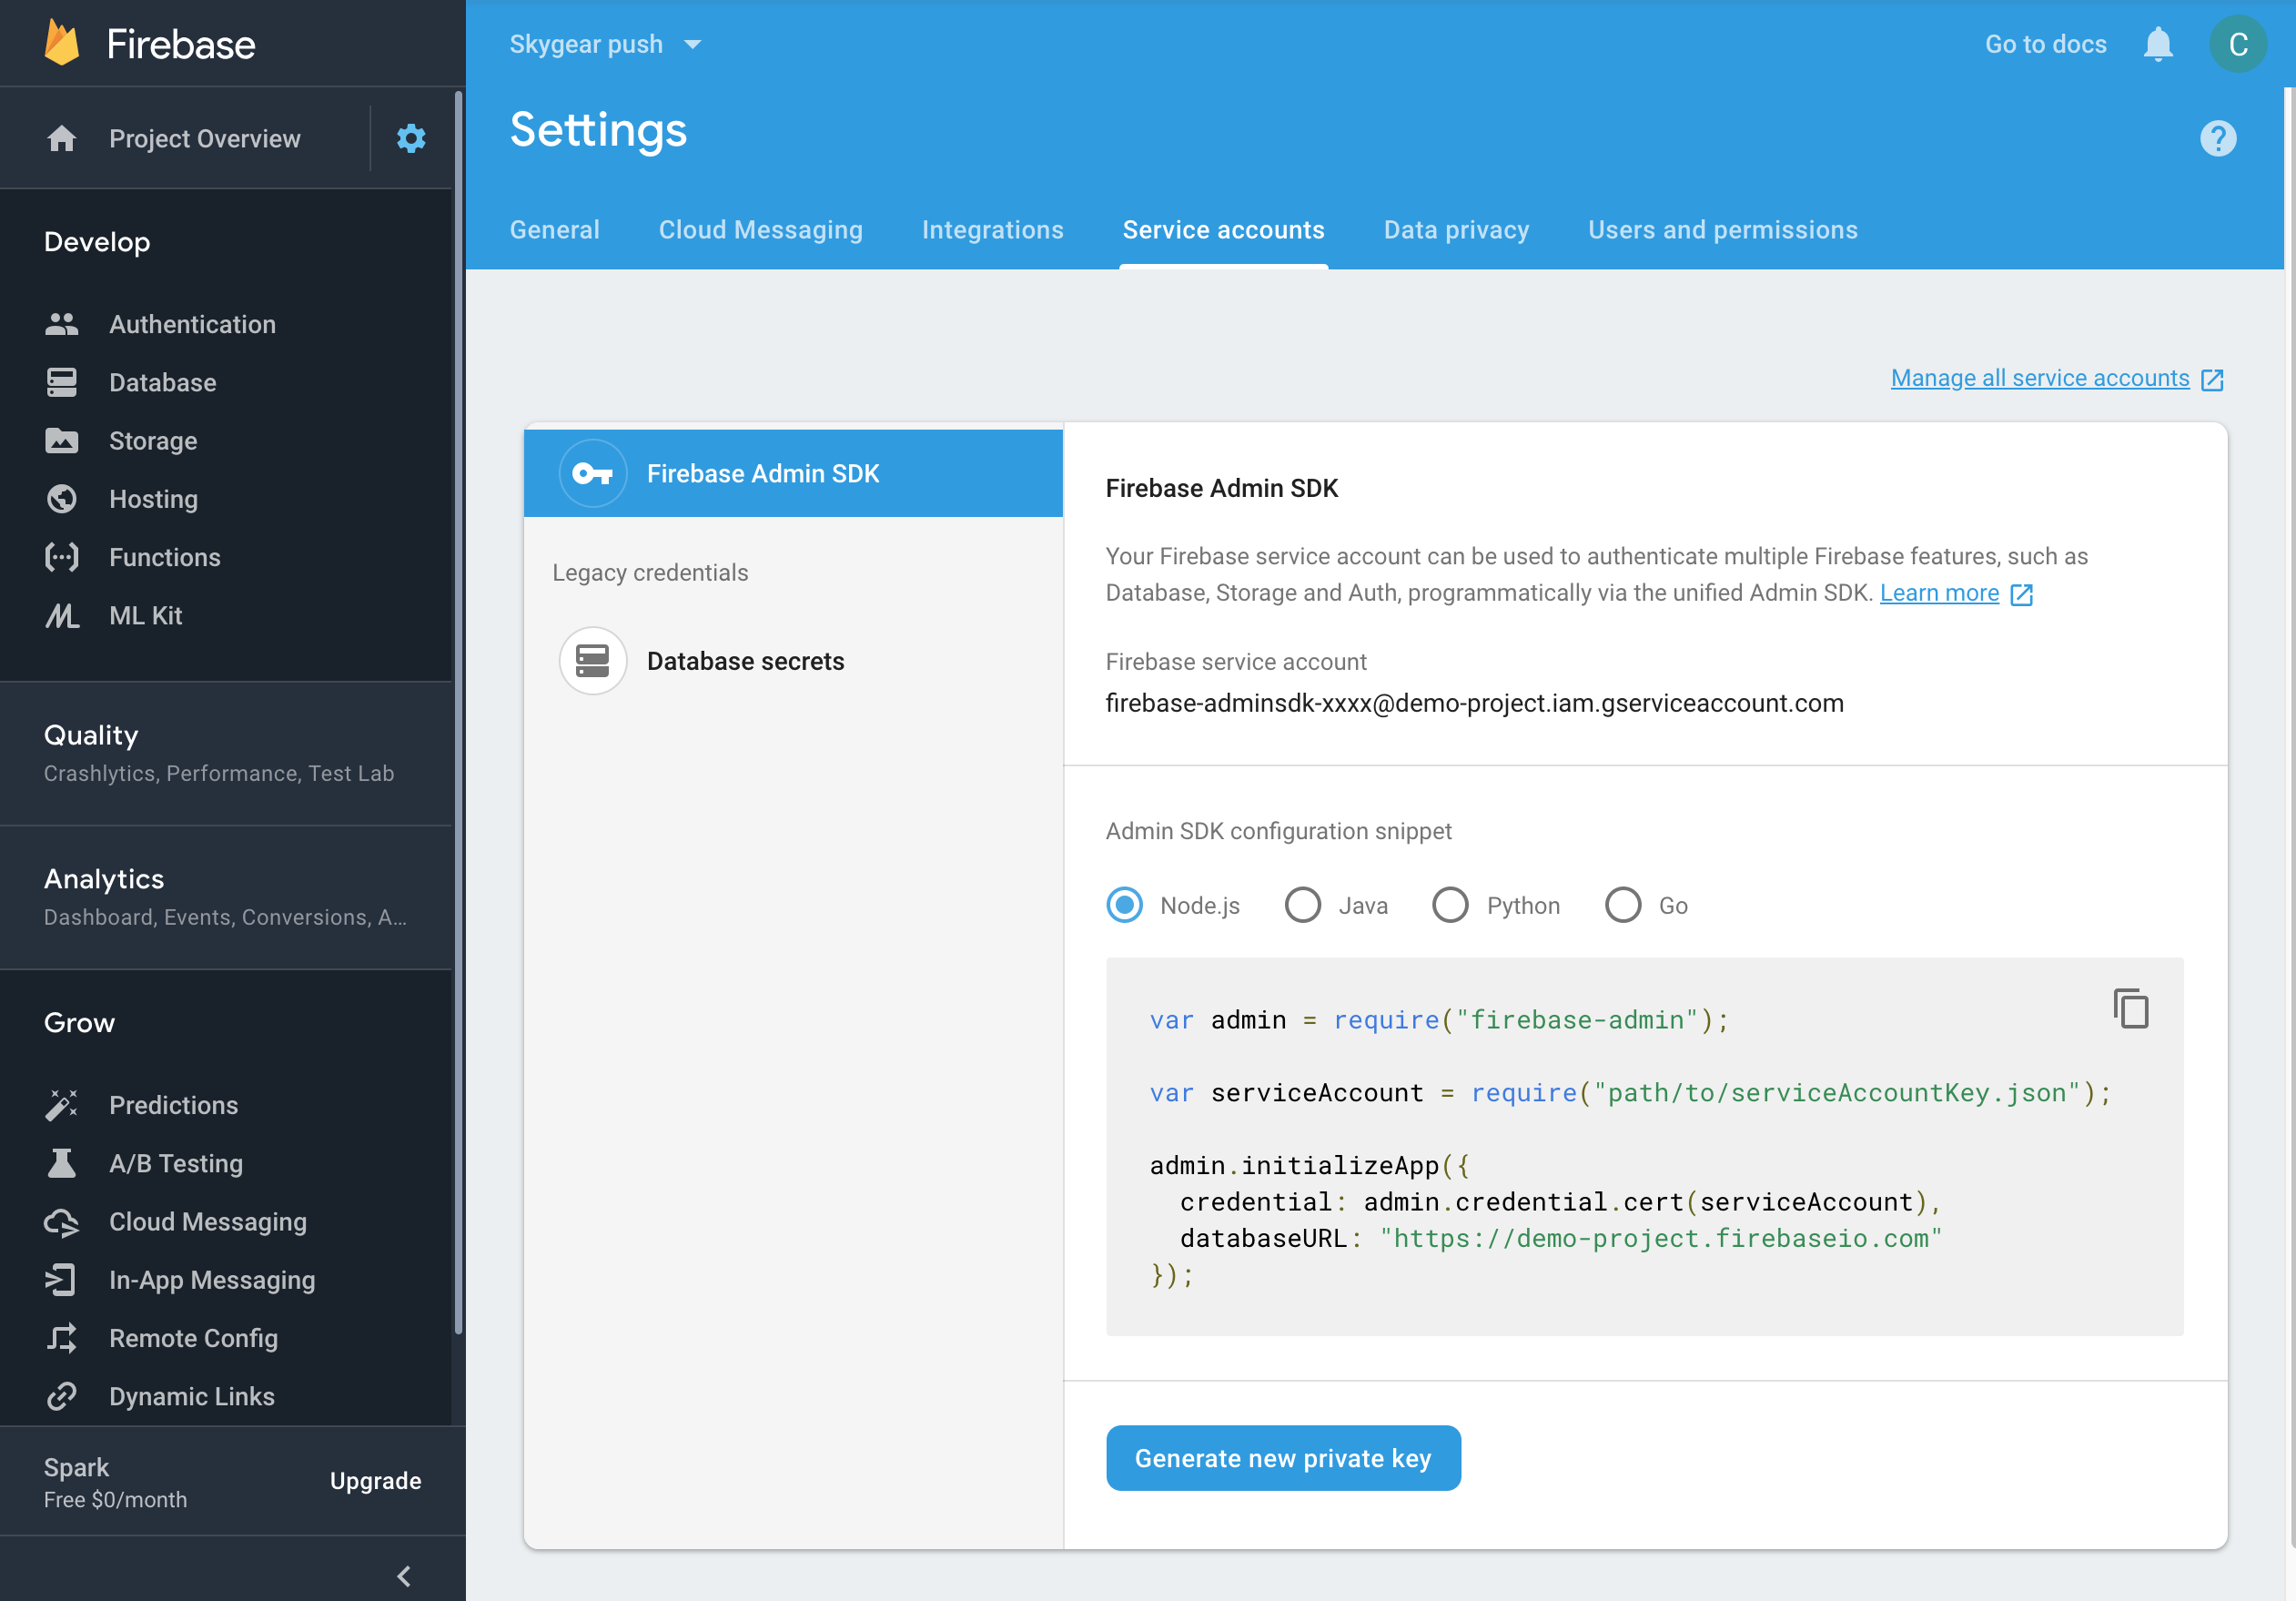 Firebase
Skygear push
Go to docs
C
Project Overview
Settings
?
General
Cloud Messaging
Integrations
Service accounts
Data privacy
Users and permissions
Develop
Authentication
Database
Storage
Hosting
Functions
ML Kit
Quality
Crashlytics, Performance, Test Lab
Analytics
Dashboard, Events, Conversions, A...
Grow
Predictions
A/B Testing
Cloud Messaging
In-App Messaging
Remote Config
Dynamic Links
Spark
Free $0/month
Upgrade
Manage all service accounts
Firebase Admin SDK
Legacy credentials
Database secrets
Firebase Admin SDK
Your Firebase service account can be used to authenticate multiple Firebase features, such as
Database, Storage and Auth, programmatically via the unified Admin SDK. Learn more
Firebase service account
firebase-adminsdk-xxxx@demo-project.iam.gserviceaccount.com
Admin SDK configuration snippet
Node.js
Java
Python
Go
var admin = require("firebase-admin");
var serviceAccount = require("path/to/serviceAccountKey.json");
admin.initializeApp({
  credential: admin.credential.cert(serviceAccount),
  databaseURL: "https://demo-project.firebaseio.com"
});
Generate new private key